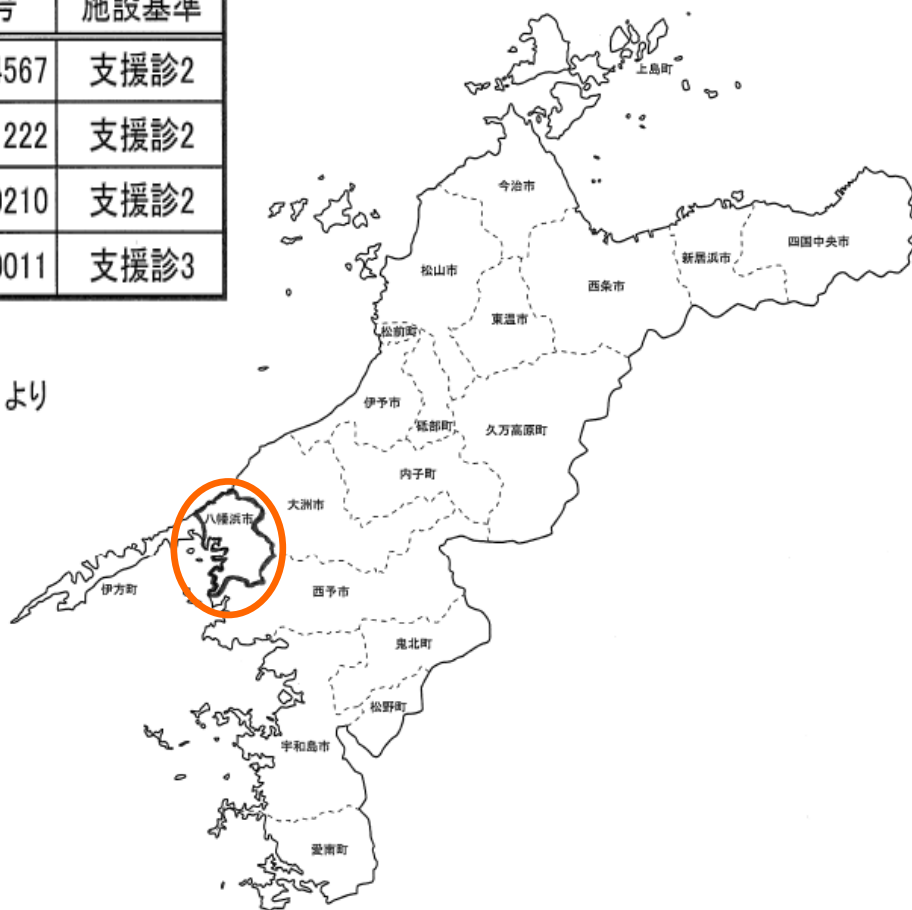 号 施設基準
4567 支援診2
222 支援診2
0210 支援診2
0011 支援診3
より
上島町
今治市
四国中央市
新居浜市
松山市
西条市
東温市
松前町
伊予市
砥部町
久万高原町
内子町
大洲市
八幡浜市
伊方町
西予市
鬼北町
松野町
宇和島市
愛南町